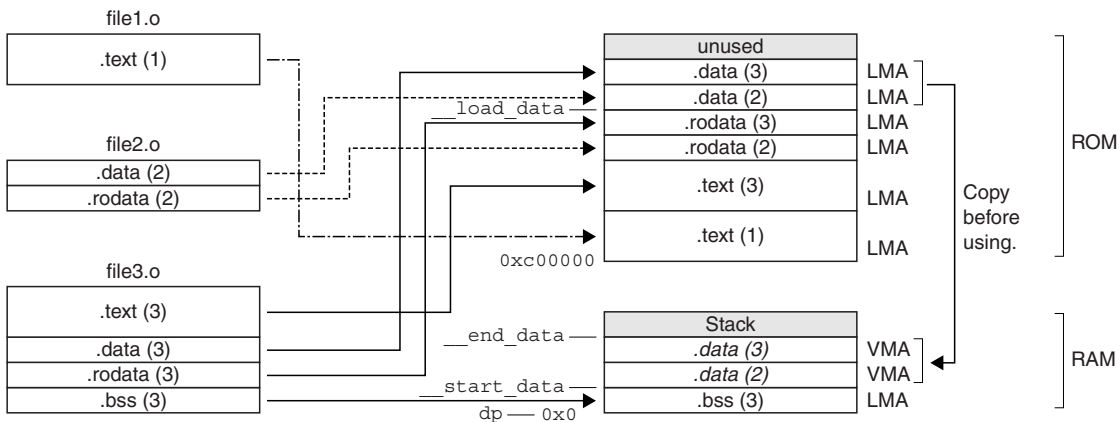 file1.o
.text (1)
file2.o
.data (2)
.rodata (2)
file3.o
.text (3)
.data (3)
.rodata (3)
.bss (3)
unused
.data (3) LMA
.data (2) LMA
__load_data
.rodata (3) LMA
.rodata (2) LMA
.text (3) LMA
.text (1) LMA
0xc00000
Copy
before
using.
ROM
Stack
__end_data
.data (3) VMA
.data (2) VMA
__start_data
.bss (3) LMA
dp 0x0
RAM